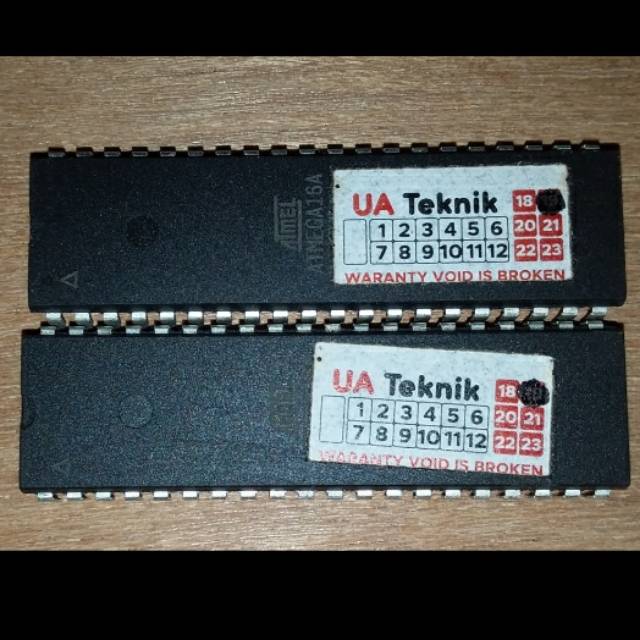 ATMEL
UA Teknik 18
1 2 3 4 5 6 20 21
7 8 9 10 11 12 22 23
WARANTY VOID IS BROKEN
UA Teknik 18
1 2 3 4 5 6 20 21
7 8 9 10 11 12 22 23
WARANTY VOID IS BROKEN